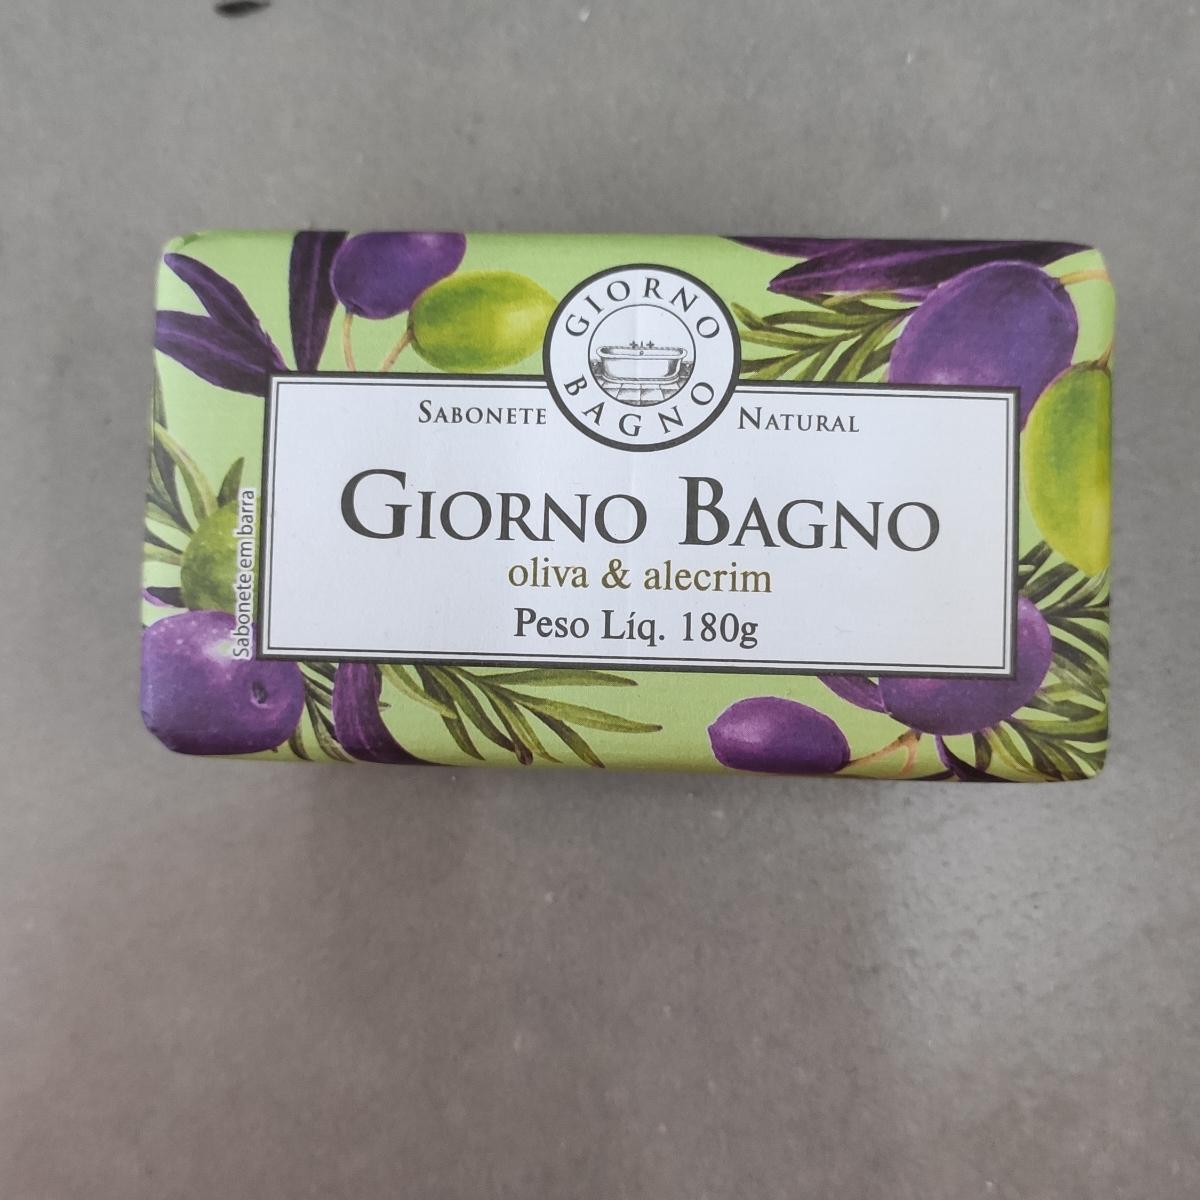 GIORNO
BAGNO
SABONETE NATURAL
GIORNO BAGNO
oliva & alecrim
Peso Líq. 180g
Sabonete em barra